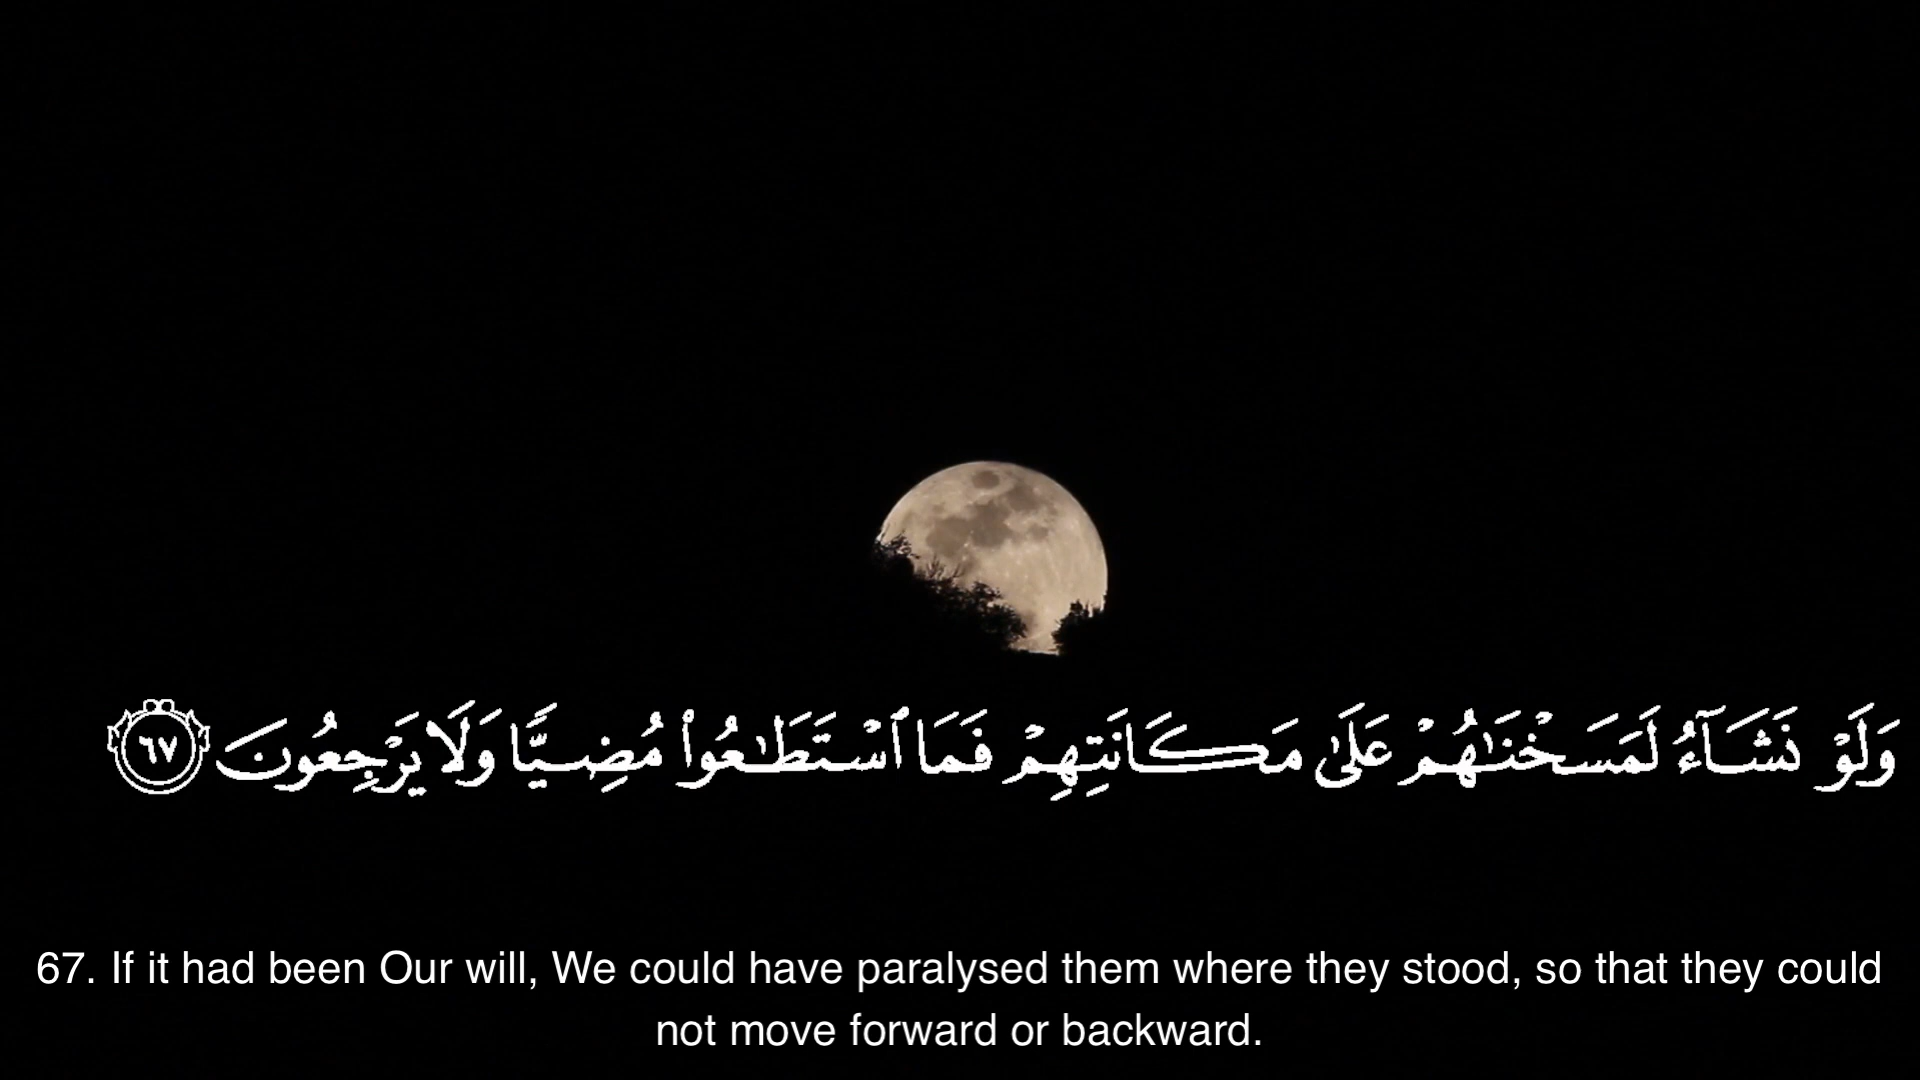 وَلَوْ نَشَآءُ لَمَسَخْنَٰهُمْ عَلَىٰ مَكَانَتِهِمْ فَمَا ٱسْتَطَٰعُوا۟ مُضِيًّا وَلَا يَرْجِعُونَ ٦٧
67. If it had been Our will, We could have paralysed them where they stood, so that they could
not move forward or backward.